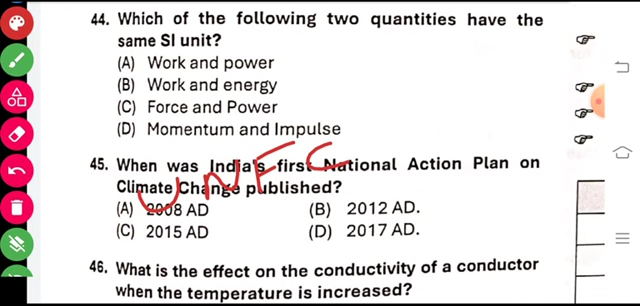 44. Which of the following two quantities have the
same SI unit?
(A) Work and power
(B) Work and energy
(C) Force and Power
(D) Momentum and Impulse
45. When was India's first National Action Plan on
Climate Change published?
(A) 2008 AD (B) 2012 AD.
(C) 2015 AD (D) 2017 AD.
UNFC
46. What is the effect on the conductivity of a conductor
when the temperature is increased?